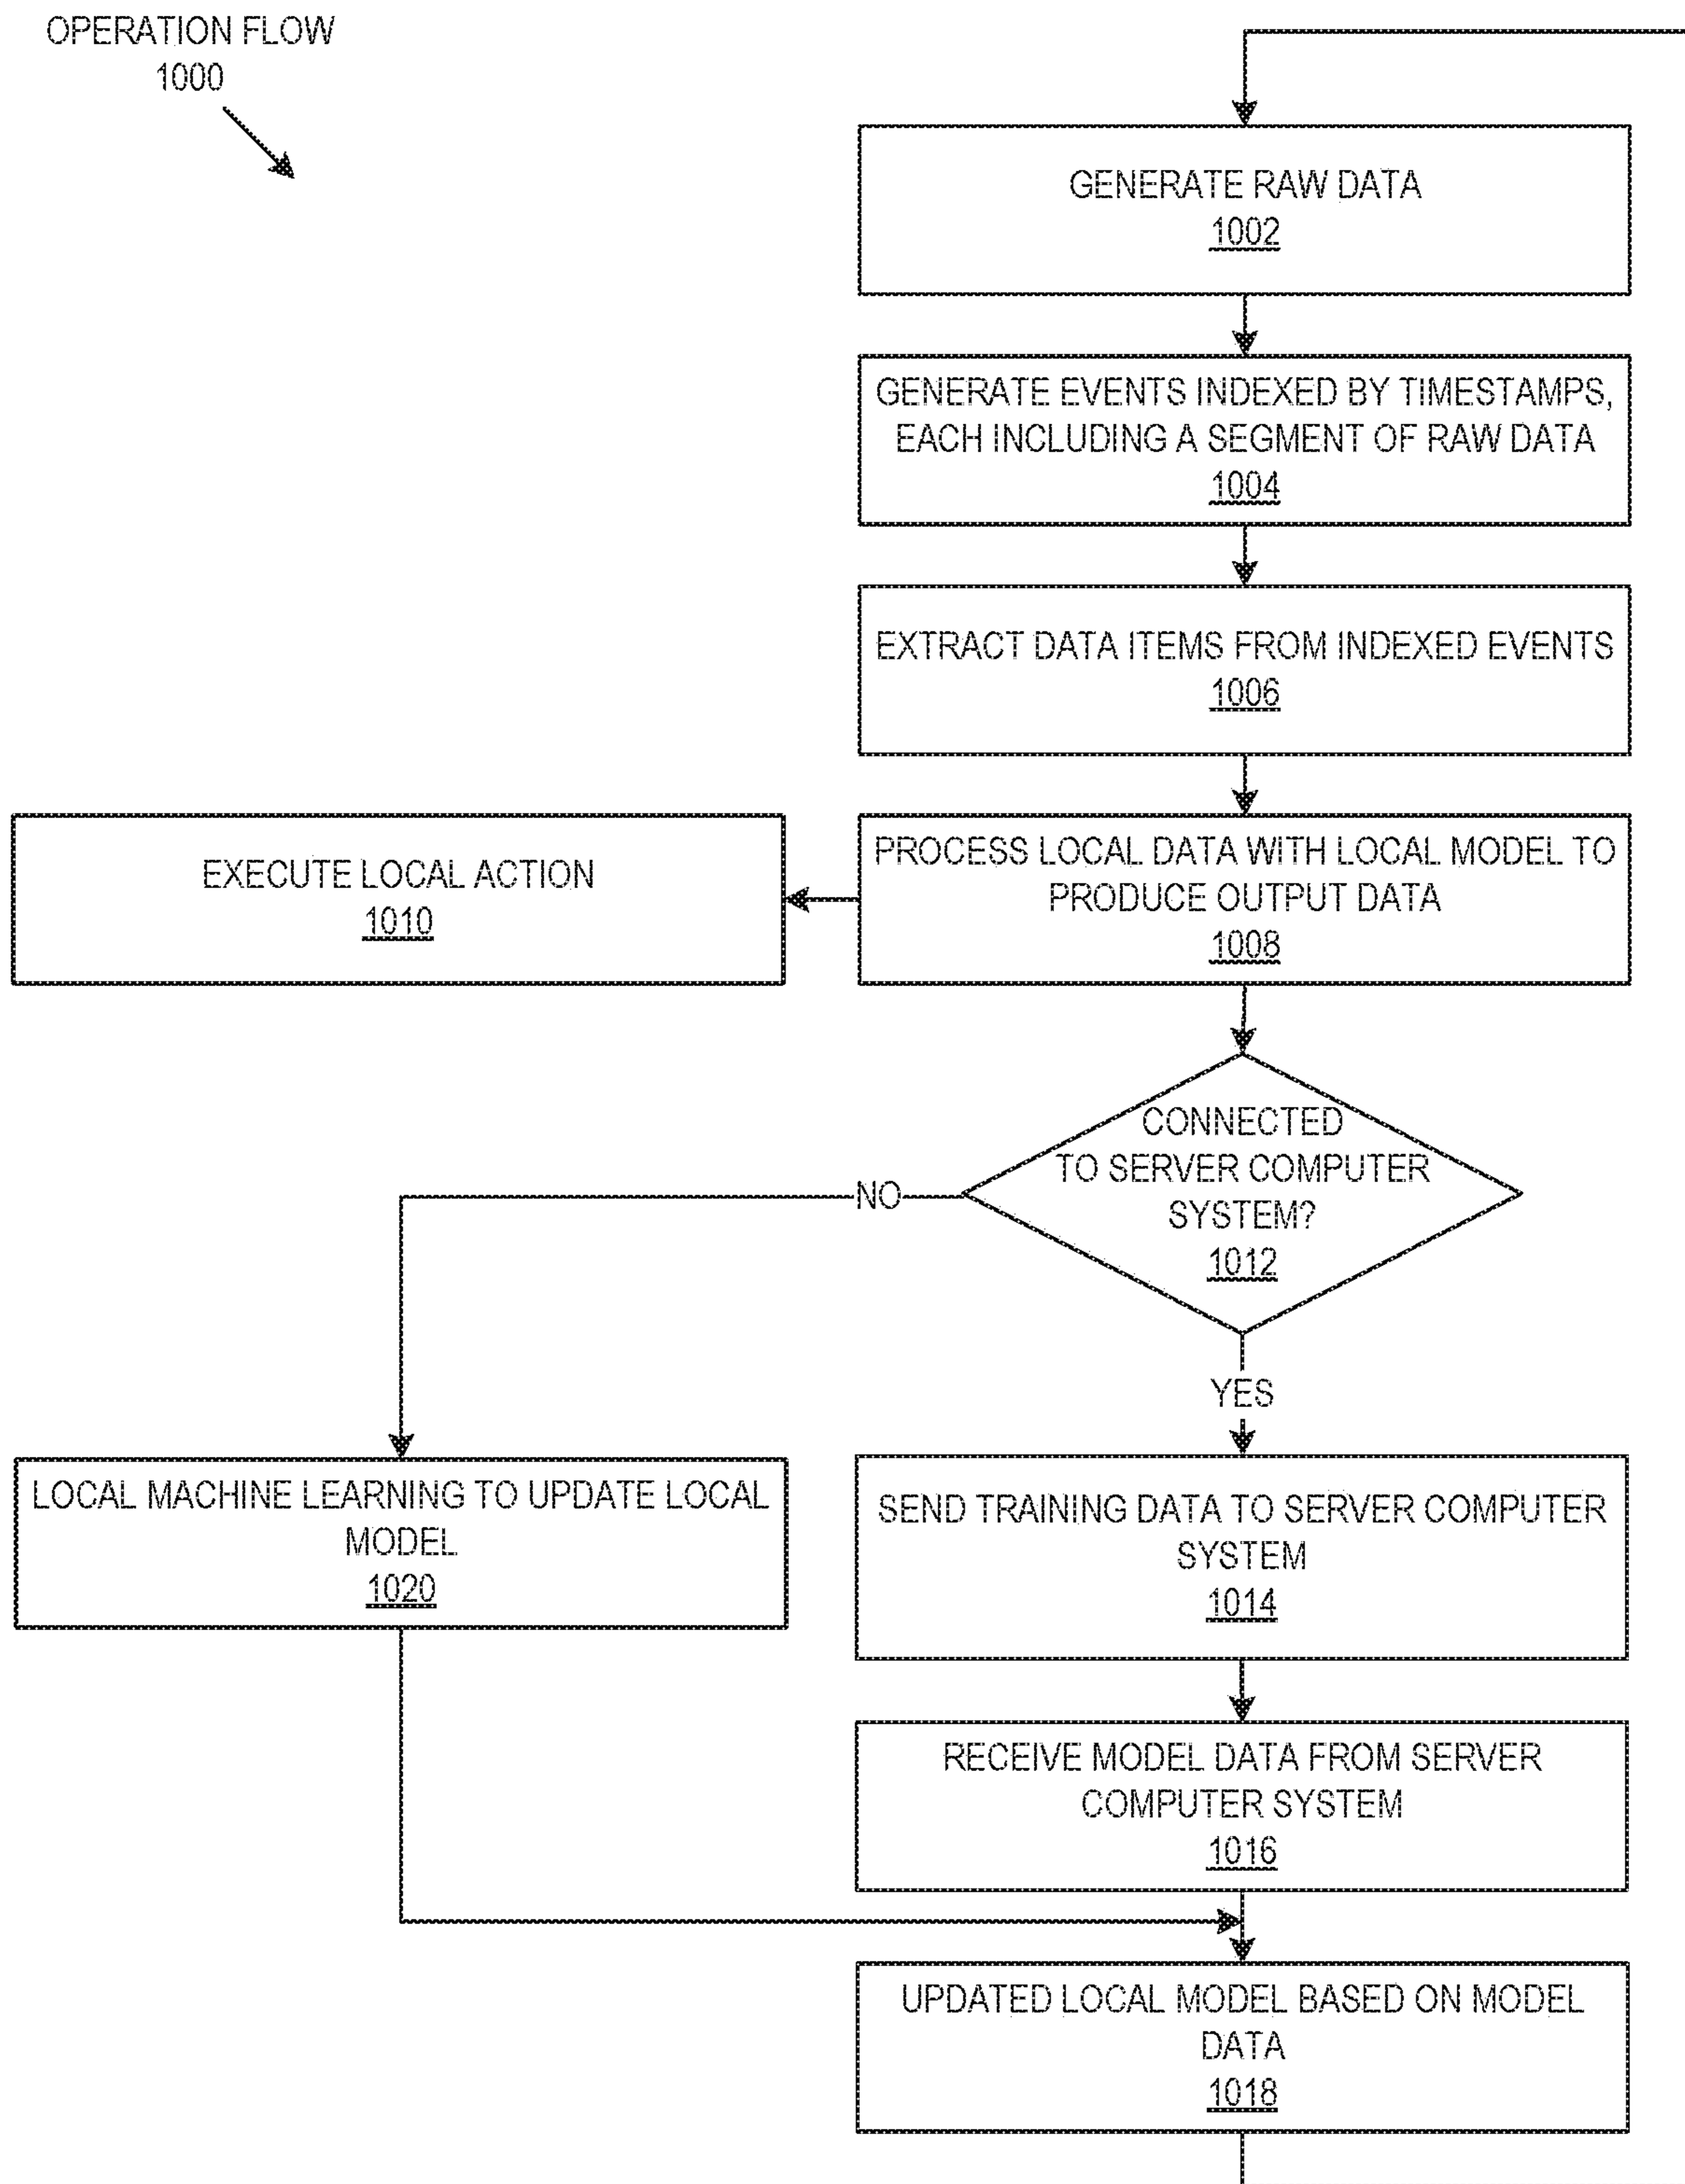 OPERATION FLOW
1000
GENERATE RAW DATA
1002
GENERATE EVENTS INDEXED BY TIMESTAMPS,
EACH INCLUDING A SEGMENT OF RAW DATA
1004
EXTRACT DATA ITEMS FROM INDEXED EVENTS
1006
EXECUTE LOCAL ACTION
1010
PROCESS LOCAL DATA WITH LOCAL MODEL TO
PRODUCE OUTPUT DATA
1008
CONNECTED
TO SERVER COMPUTER
SYSTEM?
1012
NO
YES
LOCAL MACHINE LEARNING TO UPDATE LOCAL
MODEL
1020
SEND TRAINING DATA TO SERVER COMPUTER
SYSTEM
1014
RECEIVE MODEL DATA FROM SERVER
COMPUTER SYSTEM
1016
UPDATED LOCAL MODEL BASED ON MODEL
DATA
1018